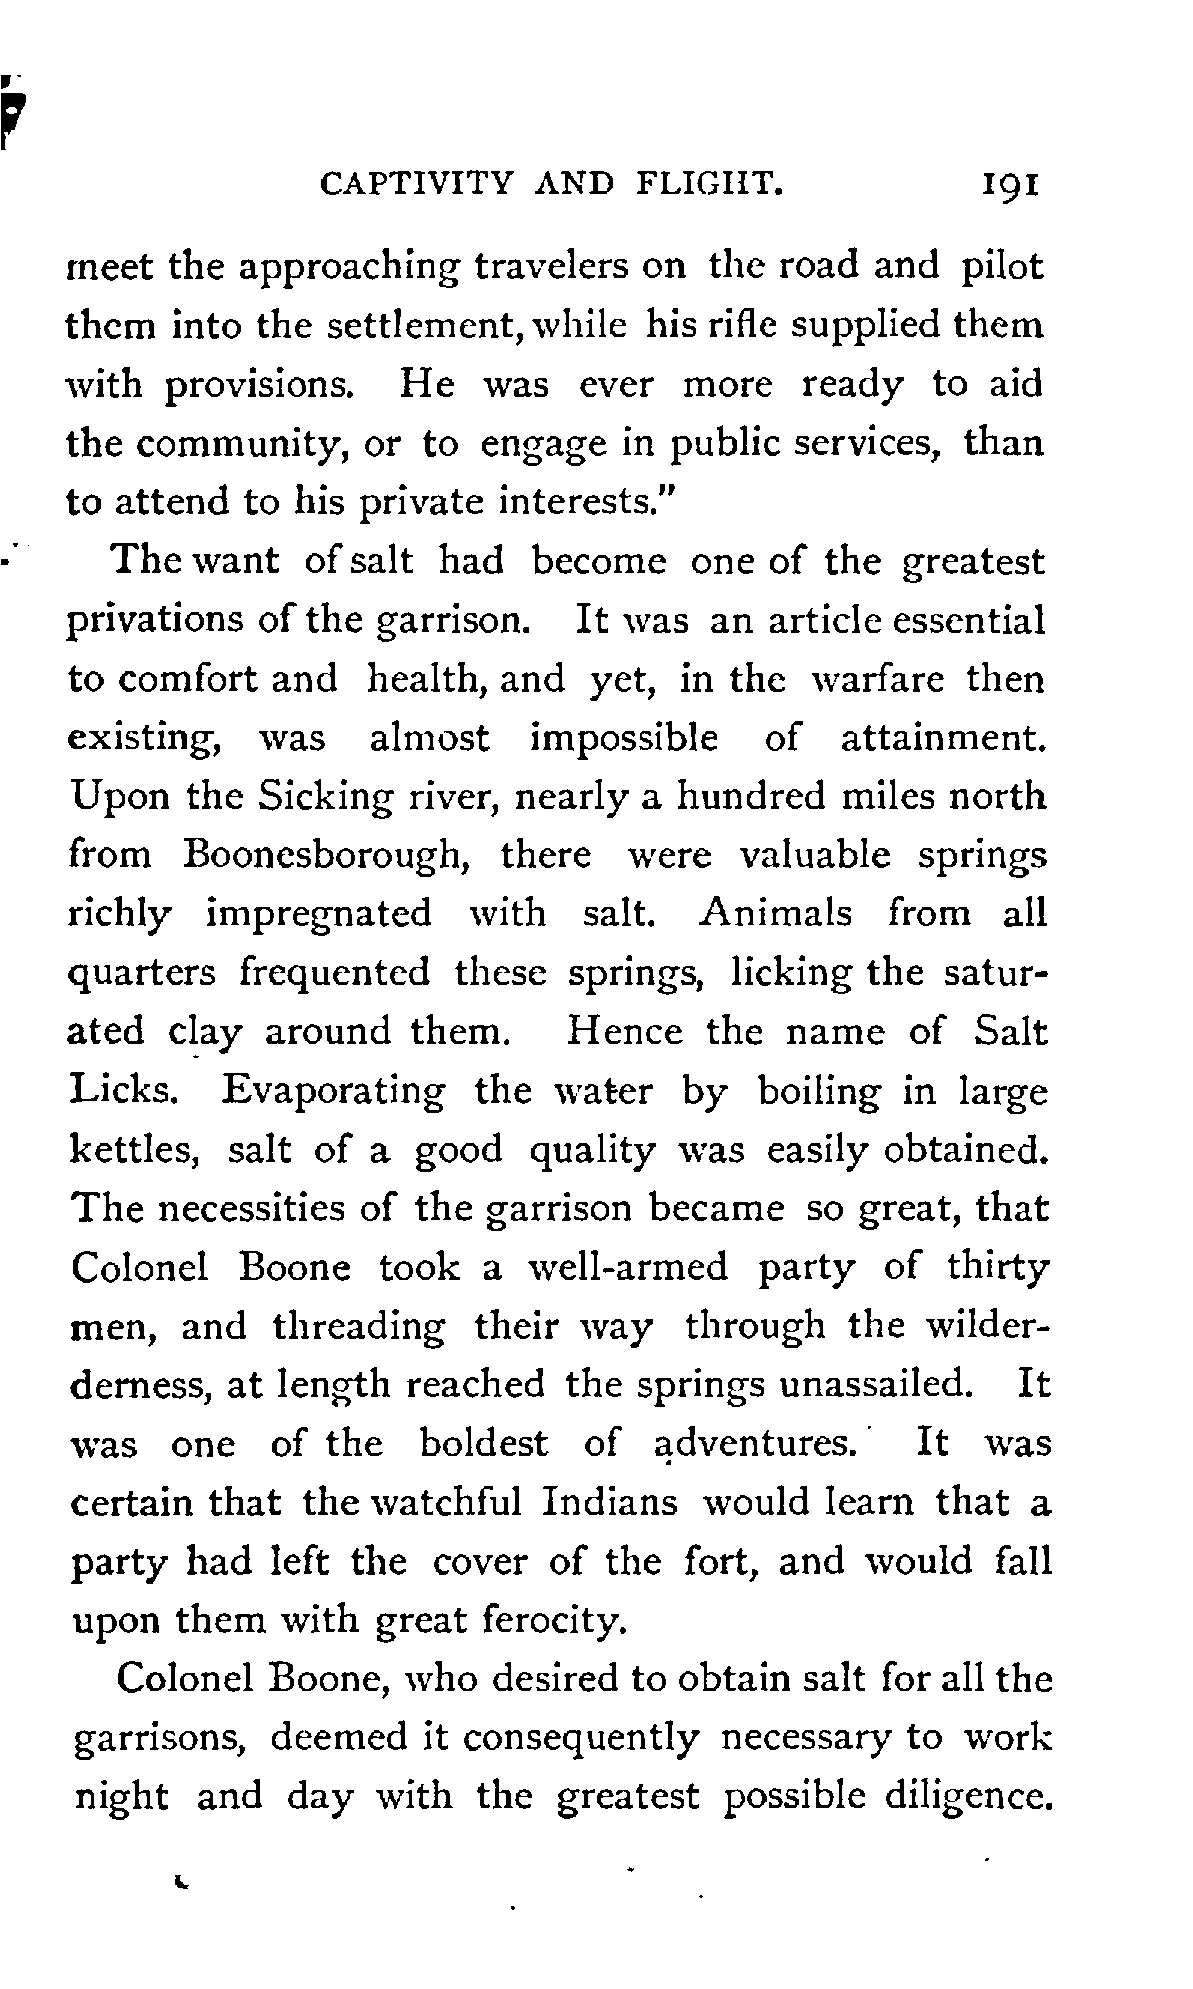 CAPTIVITY AND FLIGHT. 191
meet the approaching travelers on the road and pilot
them into the settlement, while his rifle supplied them
with provisions. He was ever more ready to aid
the community, or to engage in public services, than
to attend to his private interests."
The want of salt had become one of the greatest
privations of the garrison. It was an article essential
to comfort and health, and yet, in the warfare then
existing, was almost impossible of attainment.
Upon the Sicking river, nearly a hundred miles north
from Boonesborough, there were valuable springs
richly impregnated with salt. Animals from all
quarters frequented these springs, licking the satur-
ated clay around them. Hence the name of Salt
Licks. Evaporating the water by boiling in large
kettles, salt of a good quality was easily obtained.
The necessities of the garrison became so great, that
Colonel Boone took a well-armed party of thirty
men, and threading their way through the wilder-
derness, at length reached the springs unassailed. It
was one of the boldest of adventures. It was
certain that the watchful Indians would learn that a
party had left the cover of the fort, and would fall
upon them with great ferocity.
Colonel Boone, who desired to obtain salt for all the
garrisons, deemed it consequently necessary to work
night and day with the greatest possible diligence.